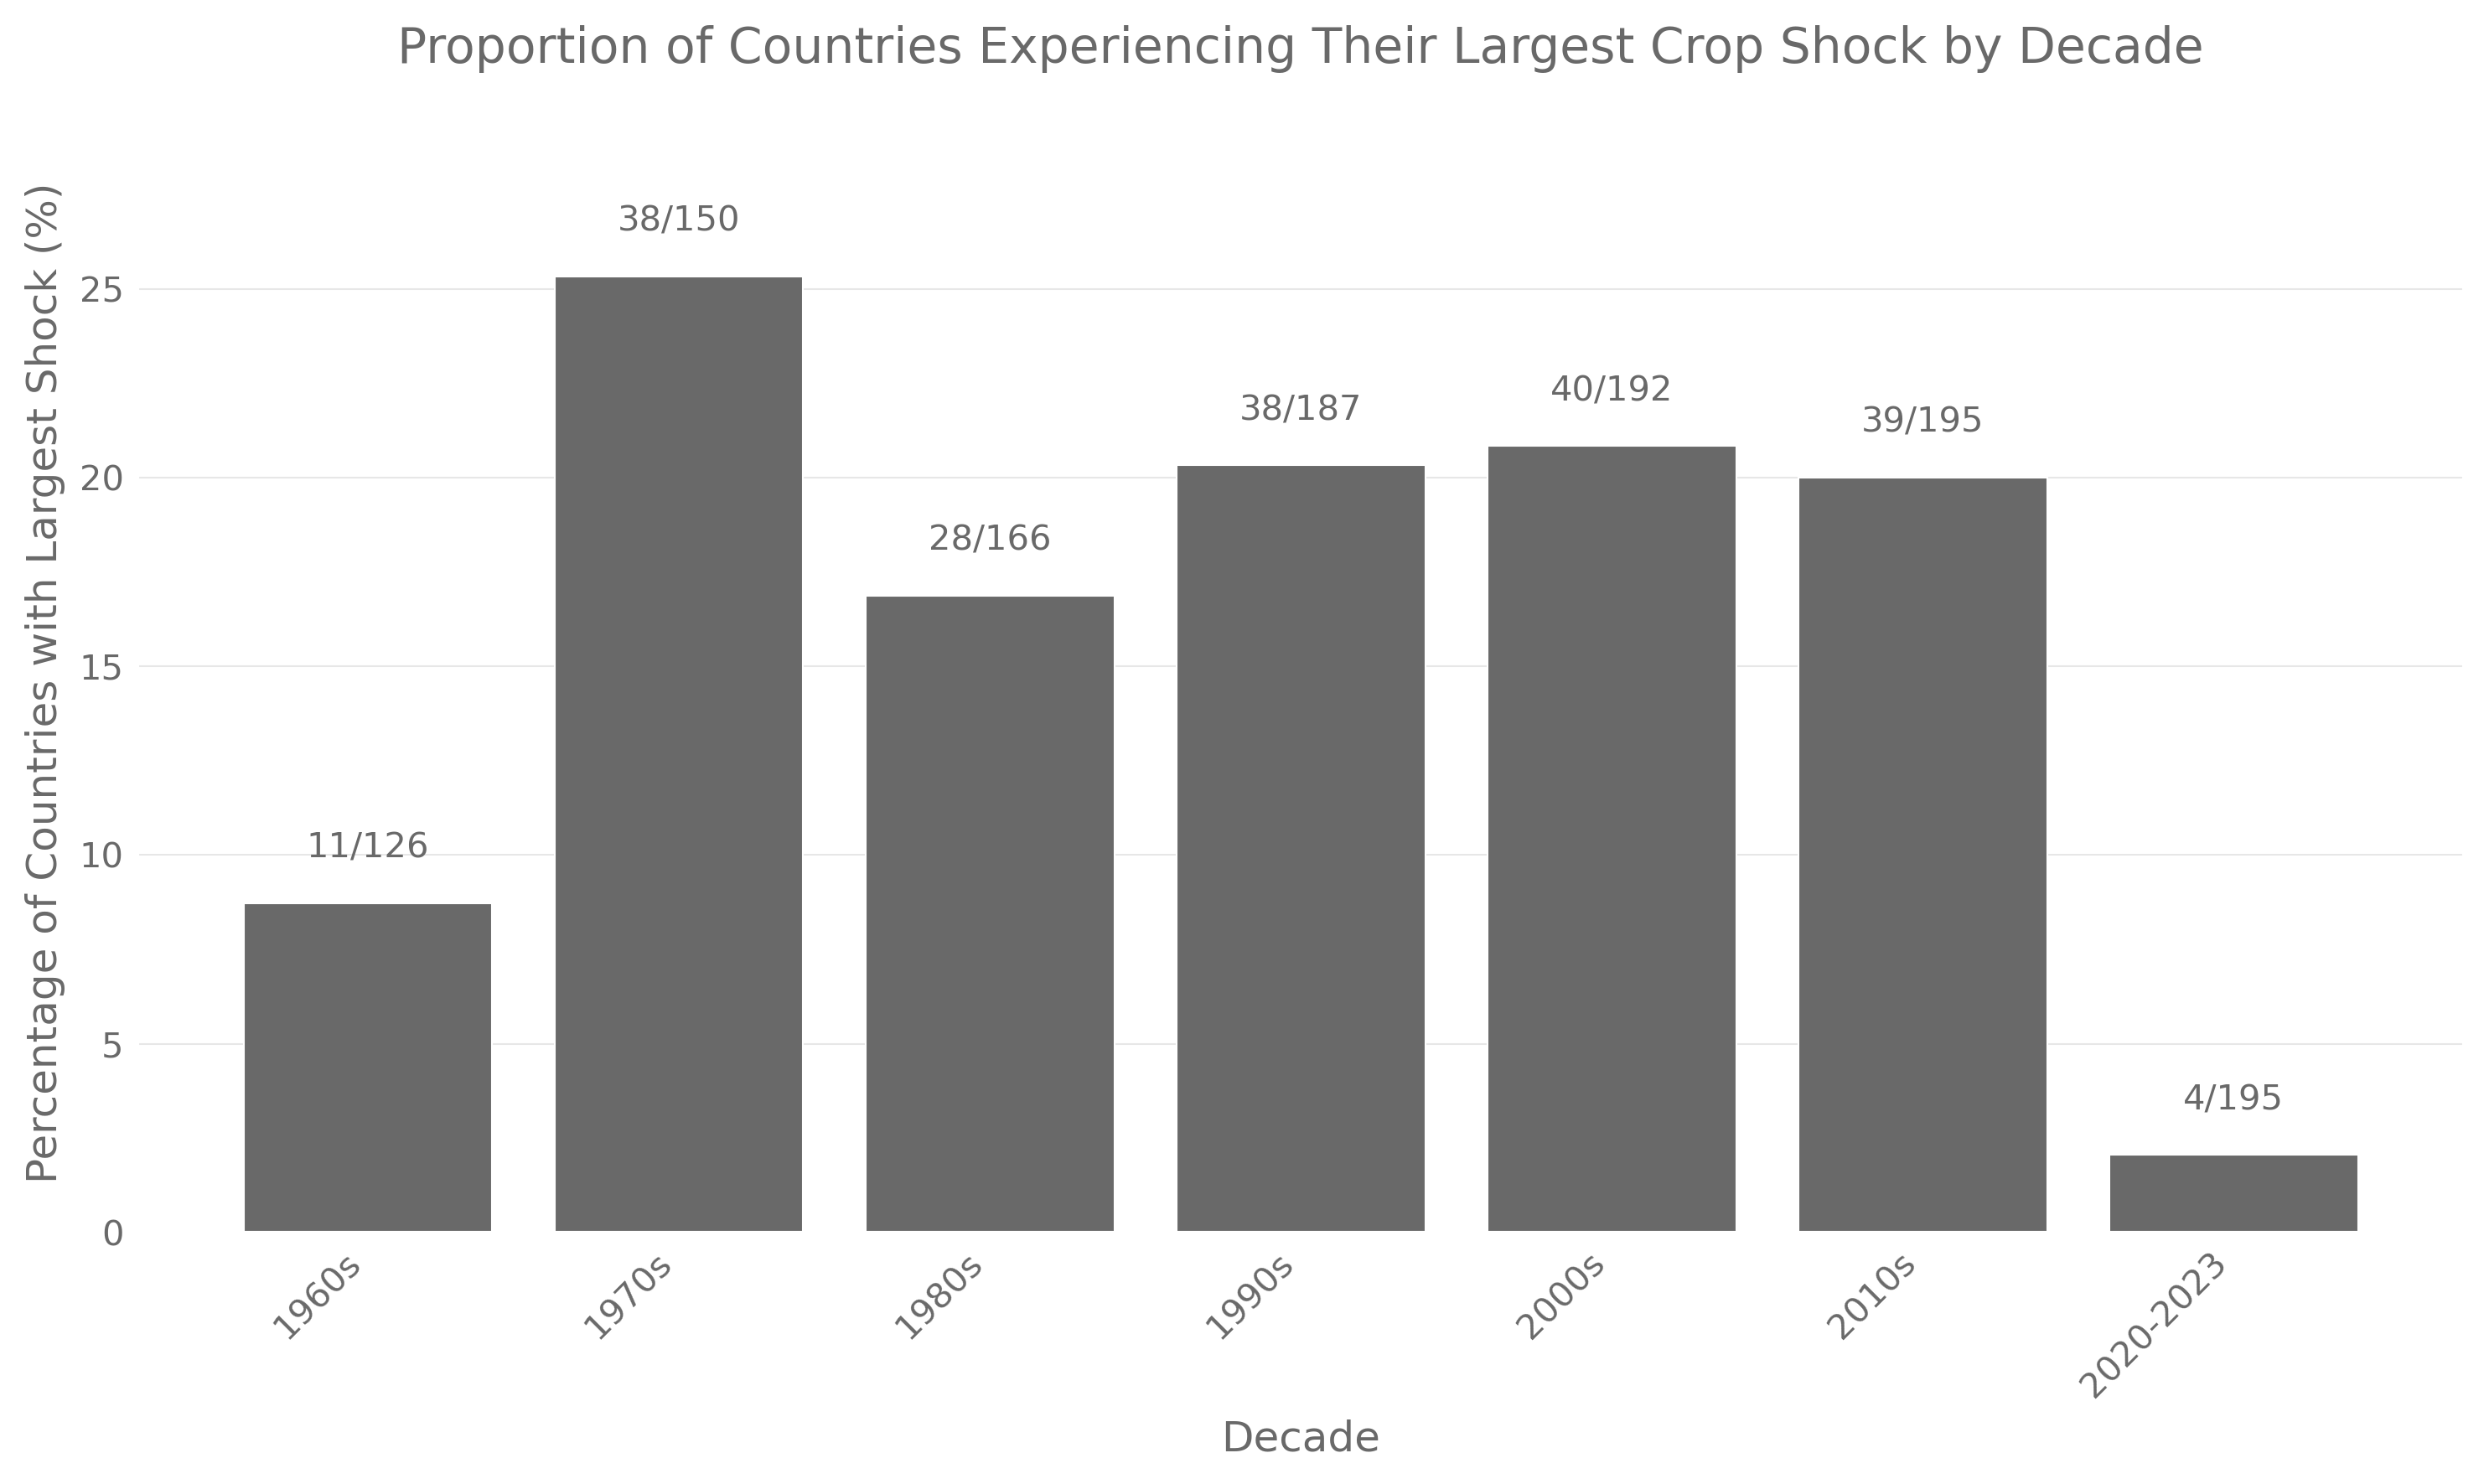 Proportion of Countries Experiencing Their Largest Crop Shock by Decade
Percentage of Countries with Largest Shock (%)
25
20
15
10
5
0
11/126
38/150
28/166
38/187
40/192
39/195
4/195
1960s
1970s
1980s
1990s
2000s
2010s
2020-2023
Decade